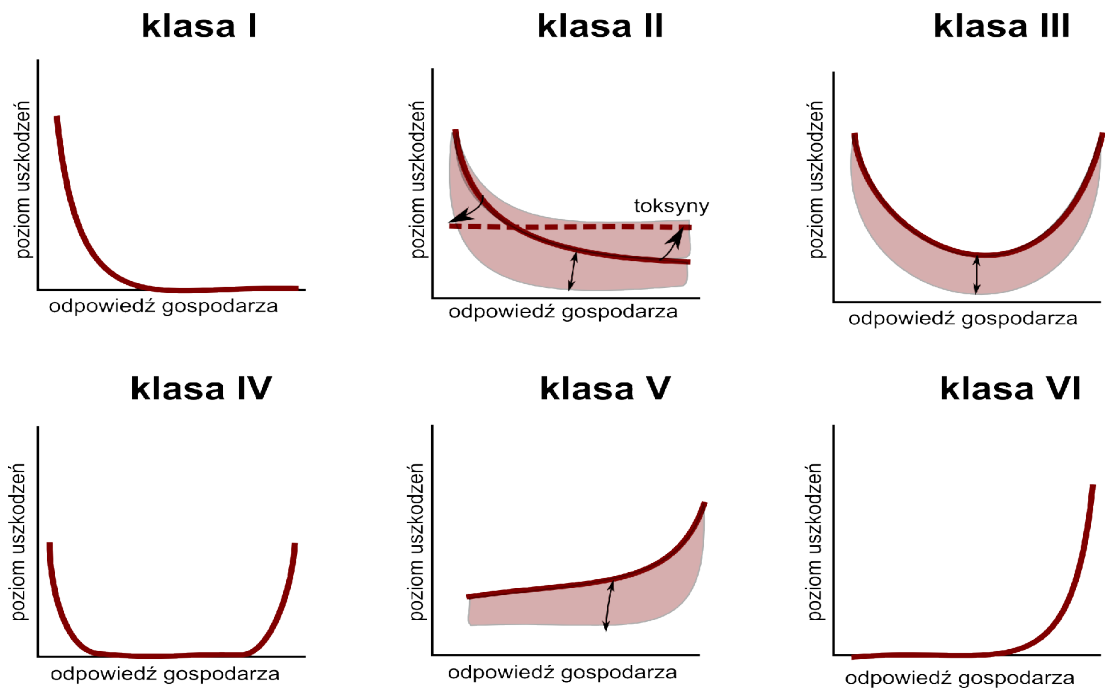 klasa I
poziom uszkodzeń
odpowiedź gospodarza
klasa II
poziom uszkodzeń
toksyny
odpowiedź gospodarza
klasa III
poziom uszkodzeń
odpowiedź gospodarza
klasa IV
poziom uszkodzeń
odpowiedź gospodarza
klasa V
poziom uszkodzeń
odpowiedź gospodarza
klasa VI
poziom uszkodzeń
odpowiedź gospodarza